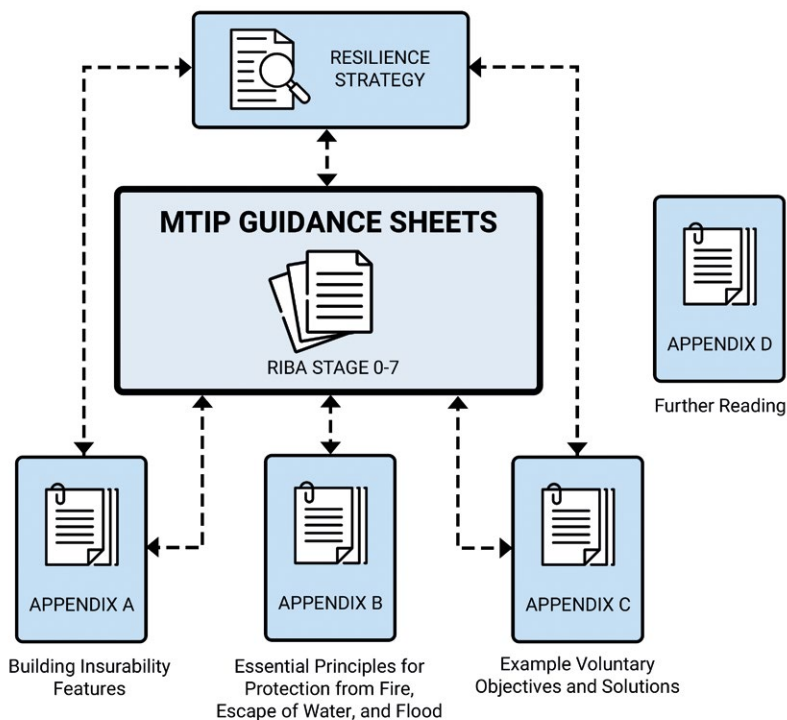 RESILIENCE
STRATEGY
MTIP GUIDANCE SHEETS
RIBA STAGE 0-7
APPENDIX D
Further Reading
APPENDIX A
Building Insurability
Features
APPENDIX B
Essential Principles for
Protection from Fire,
Escape of Water, and Flood
APPENDIX C
Example Voluntary
Objectives and Solutions